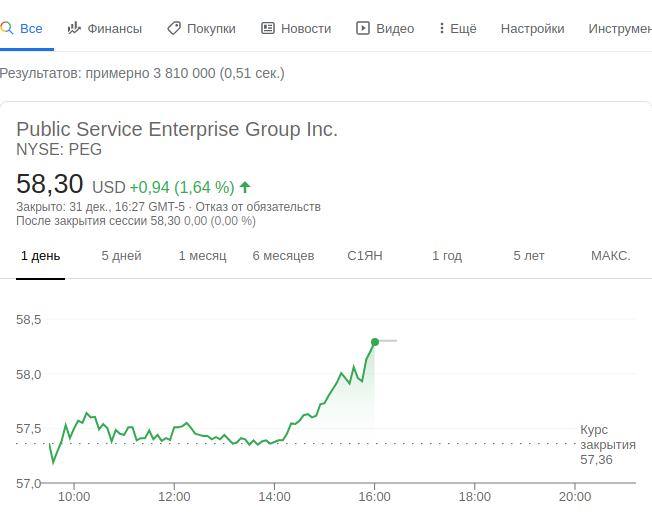 Все Финансы Покупки Новости Видео Ещё Настройки Инструмен
Результатов: примерно 3 810 000 (0,51 сек.)
Public Service Enterprise Group Inc.
NYSE: PEG
58,30 USD +0,94 (1,64 %)
Закрыто: 31 дек., 16:27 GMT-5 · Отказ от обязательств
После закрытия сессии 58,30 0,00 (0,00 %)
1 день 5 дней 1 месяц 6 месяцев С1ЯН 1 год 5 лет МАКС.
58,5
58,0
57,5
Курс
закрытия
57,36
57,0
10:00 12:00 14:00 16:00 18:00 20:00